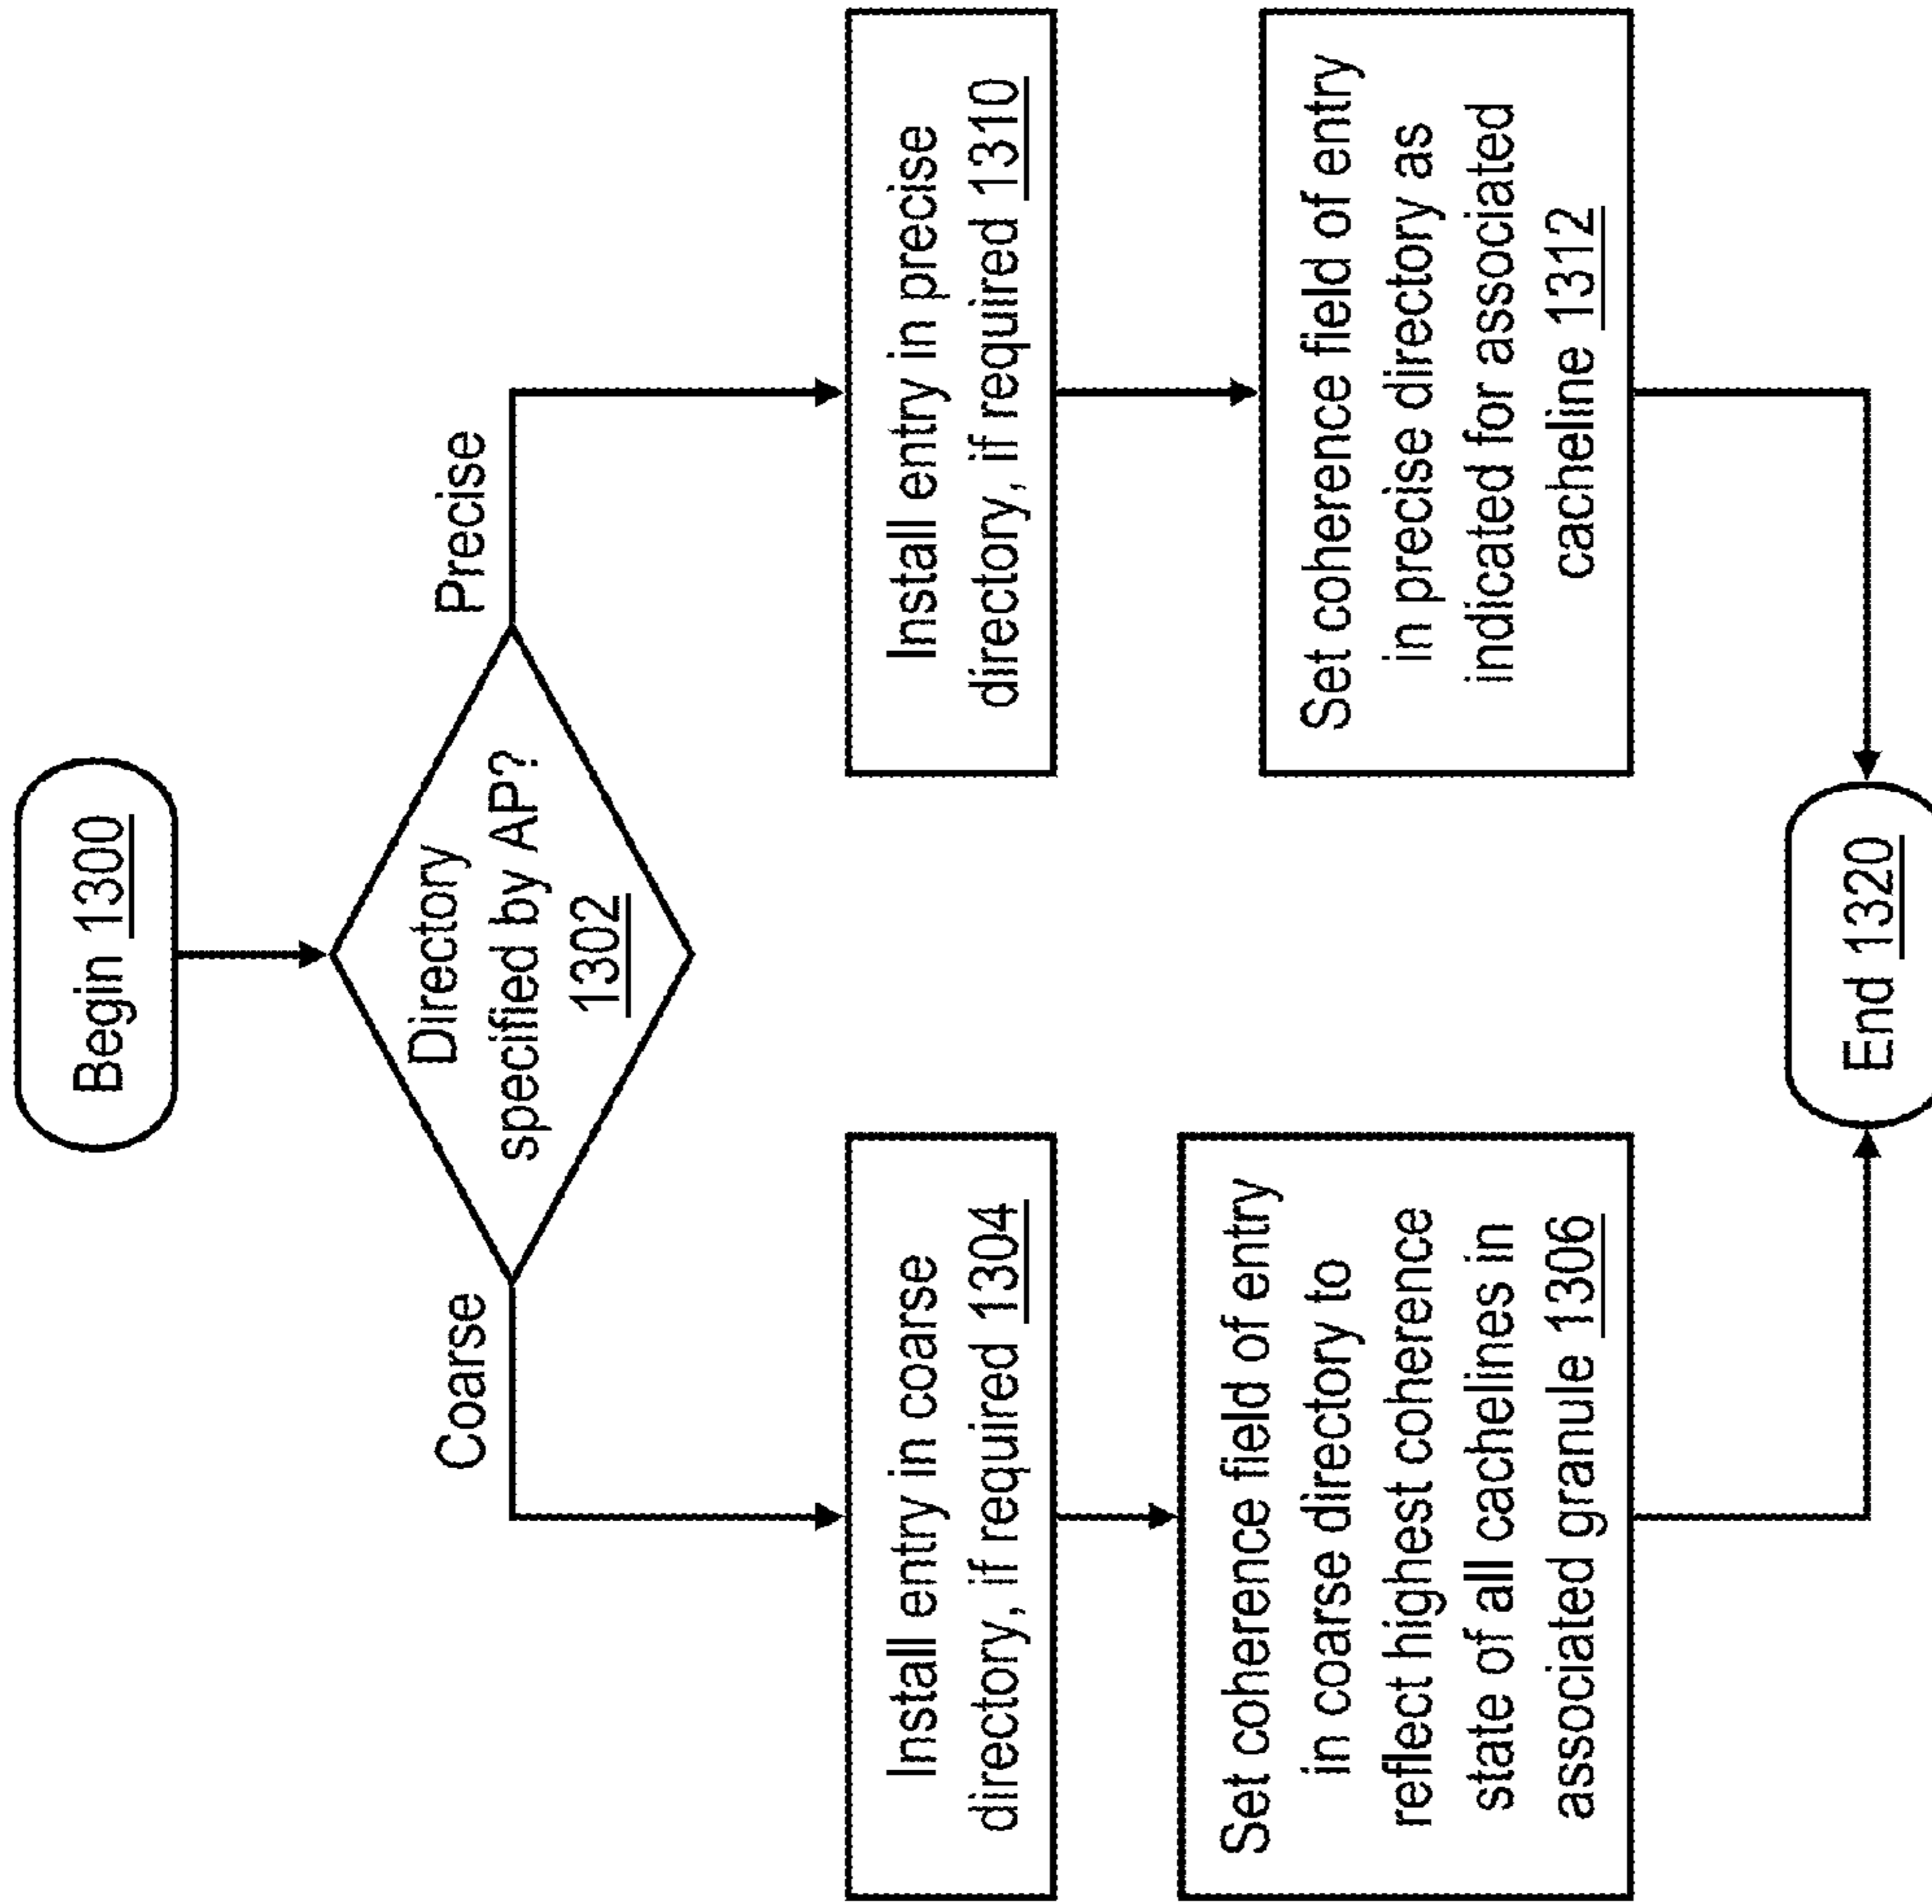 Begin 1300
Directory
specified by AP?
1302
Coarse
Precise
Install entry in coarse
directory, if required 1304
Install entry in precise
directory, if required 1310
Set coherence field of entry
in coarse directory to
reflect highest coherence
state of all cachelines in
associated granule 1306
Set coherence field of entry
in precise directory as
indicated for associated
cacheline 1312
End 1320